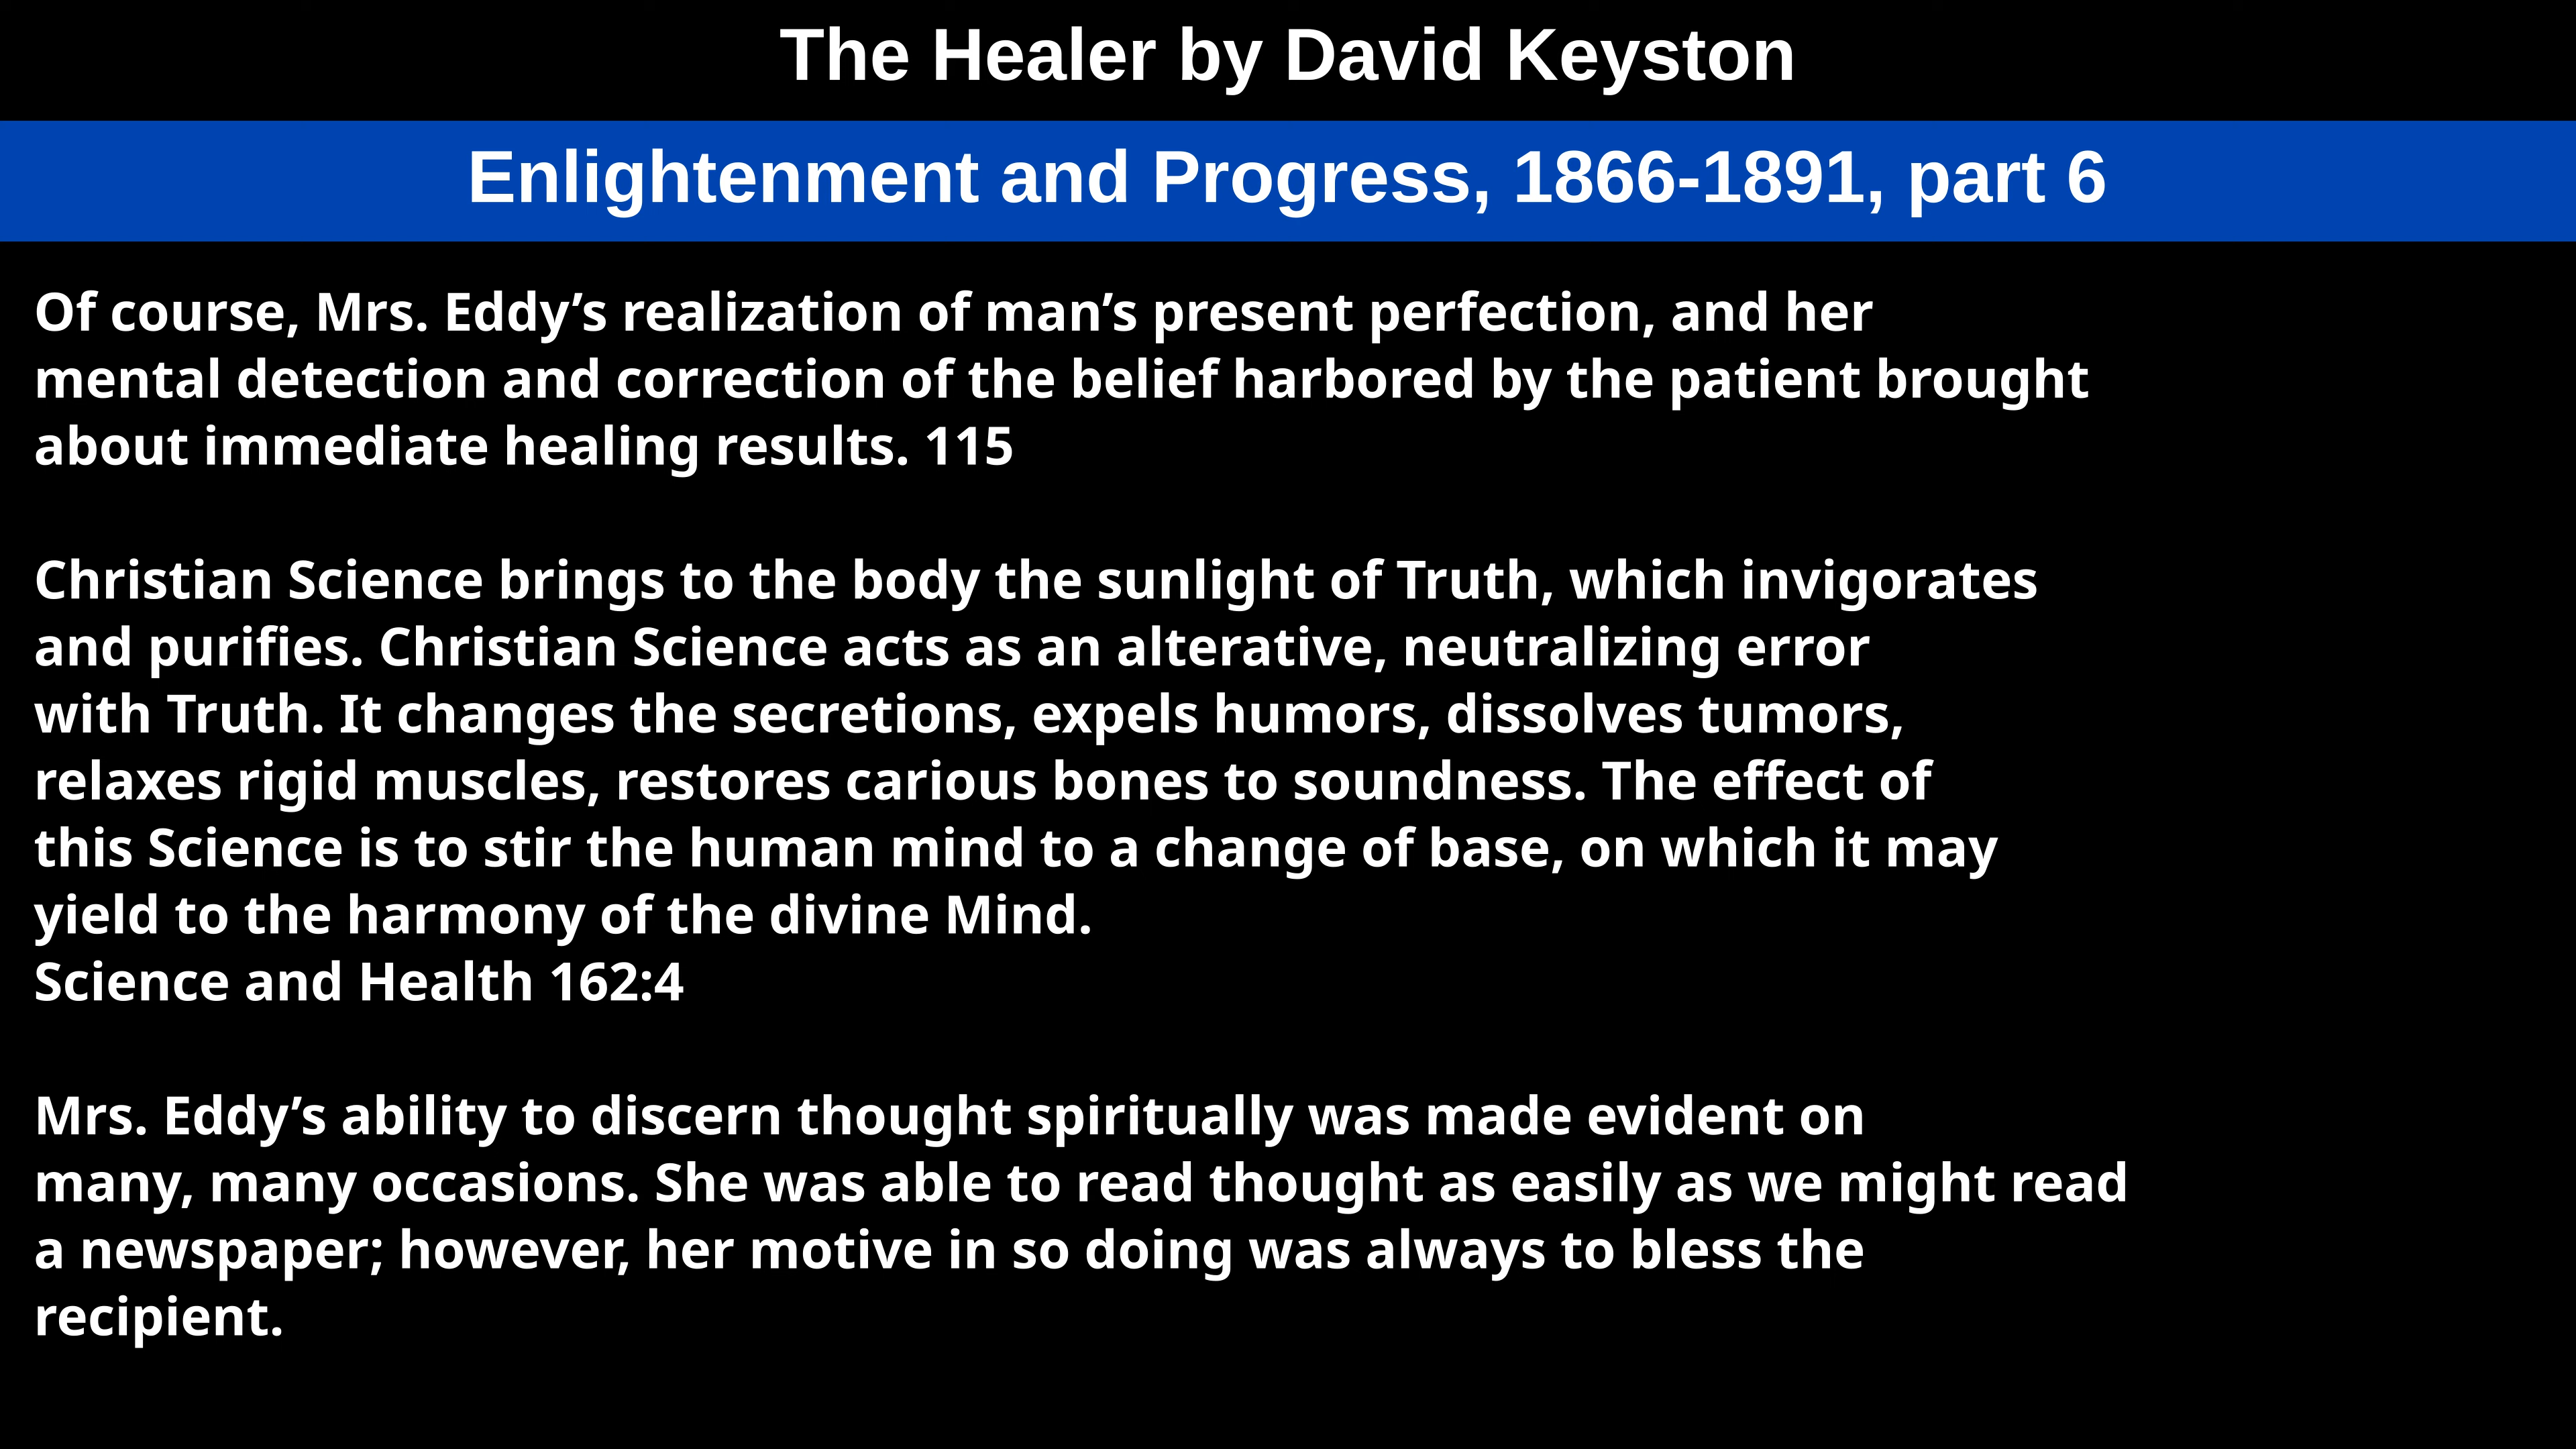 The Healer by David Keyston
Enlightenment and Progress, 1866-1891, part 6
Of course, Mrs. Eddy’s realization of man’s present perfection, and her
mental detection and correction of the belief harbored by the patient brought
about immediate healing results. 115
Christian Science brings to the body the sunlight of Truth, which invigorates
and purifies. Christian Science acts as an alterative, neutralizing error
with Truth. It changes the secretions, expels humors, dissolves tumors,
relaxes rigid muscles, restores carious bones to soundness. The effect of
this Science is to stir the human mind to a change of base, on which it may
yield to the harmony of the divine Mind.
Science and Health 162:4
Mrs. Eddy’s ability to discern thought spiritually was made evident on
many, many occasions. She was able to read thought as easily as we might read
a newspaper; however, her motive in so doing was always to bless the
recipient.